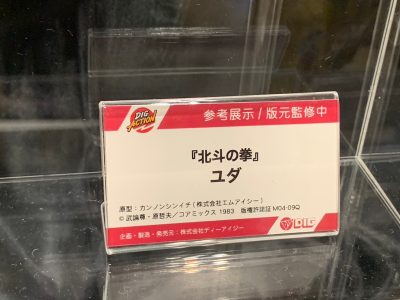 DIG ACTION
参考展示 / 版元監修中
『北斗の拳』
ユダ
原型：カンノンシンイチ (株式会社エムアイシー)
© 武論尊・原哲夫／コアミックス 1983 版権許諾証 M04-09Q
企画・製造・発売元：株式会社ディーアイジー
DIG